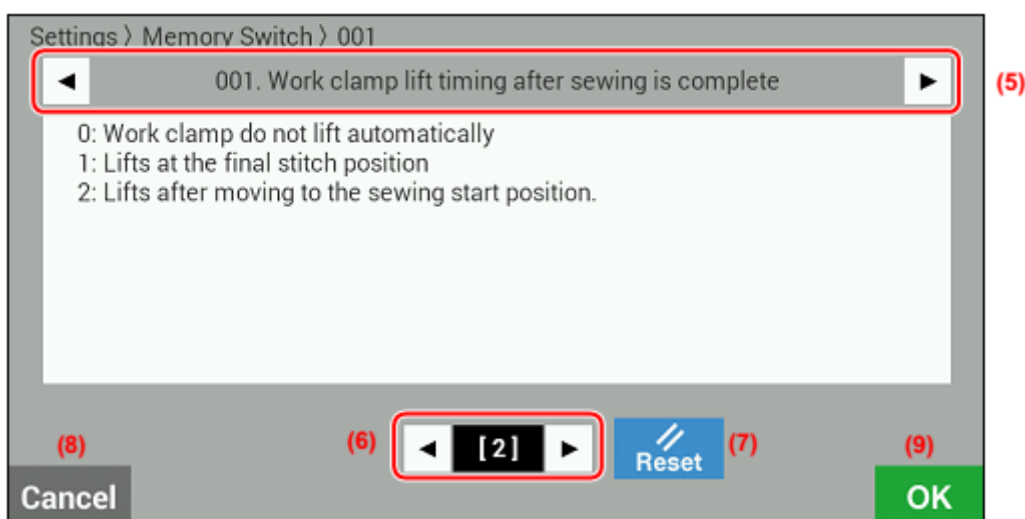 Settings 〉 Memory Switch 〉 001
◄ 001. Work clamp lift timing after sewing is complete ► (5)
0: Work clamp do not lift automatically
1: Lifts at the final stitch position
2: Lifts after moving to the sewing start position.
(8) (6) ◄ [2] ► Reset (7) (9)
Cancel OK